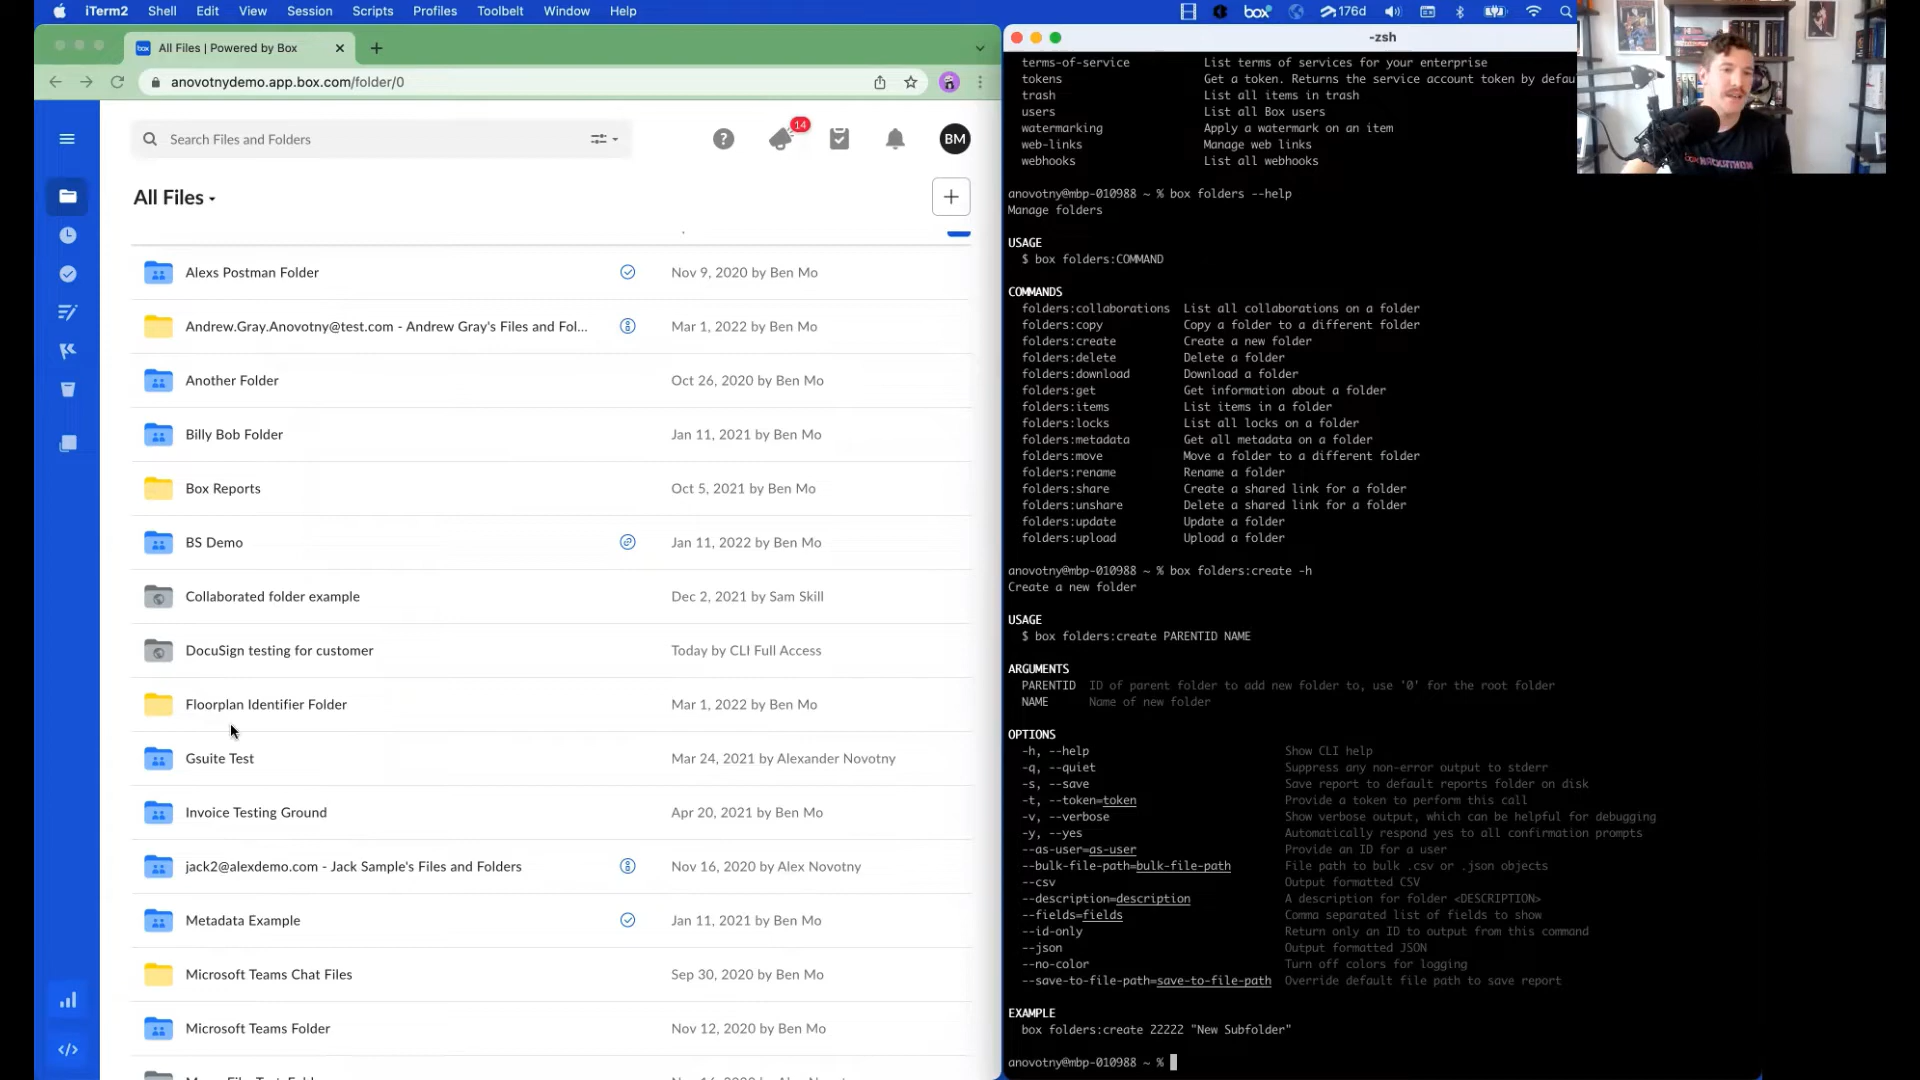 iTerm2 Shell Edit View Session Scripts Profiles Toolbelt Window Help
box 176d
All Files | Powered by Box
anovotnydemo.app.box.com/folder/0
Search Files and Folders
14
BM
All Files
Alexs Postman Folder Nov 9, 2020 by Ben Mo
Andrew.Gray.Anovotny@test.com - Andrew Gray's Files and Fol... Mar 1, 2022 by Ben Mo
Another Folder Oct 26, 2020 by Ben Mo
Billy Bob Folder Jan 11, 2021 by Ben Mo
Box Reports Oct 5, 2021 by Ben Mo
BS Demo Jan 11, 2022 by Ben Mo
Collaborated folder example Dec 2, 2021 by Sam Skill
DocuSign testing for customer Today by CLI Full Access
Floorplan Identifier Folder Mar 1, 2022 by Ben Mo
Gsuite Test Mar 24, 2021 by Alexander Novotny
Invoice Testing Ground Apr 20, 2021 by Ben Mo
jack2@alexdemo.com - Jack Sample's Files and Folders Nov 16, 2020 by Alex Novotny
Metadata Example Jan 11, 2021 by Ben Mo
Microsoft Teams Chat Files Sep 30, 2020 by Ben Mo
Microsoft Teams Folder Nov 12, 2020 by Ben Mo
-zsh
terms-of-service List terms of services for your enterprise
tokens Get a token. Returns the service account token by defau
trash List all items in trash
users List all Box users
watermarking Apply a watermark on an item
web-links Manage web links
webhooks List all webhooks
anovotny@mbp-010988 ~ % box folders --help
Manage folders
USAGE
$ box folders:COMMAND
COMMANDS
folders:collaborations List all collaborations on a folder
folders:copy Copy a folder to a different folder
folders:create Create a new folder
folders:delete Delete a folder
folders:download Download a folder
folders:get Get information about a folder
folders:items List items in a folder
folders:locks List all locks on a folder
folders:metadata Get all metadata on a folder
folders:move Move a folder to a different folder
folders:rename Rename a folder
folders:share Create a shared link for a folder
folders:unshare Delete a shared link for a folder
folders:update Update a folder
folders:upload Upload a folder
anovotny@mbp-010988 ~ % box folders:create -h
Create a new folder
USAGE
$ box folders:create PARENTID NAME
ARGUMENTS
PARENTID ID of parent folder to add new folder to, use '0' for the root folder
NAME Name of new folder
OPTIONS
-h, --help Show CLI help
-q, --quiet Suppress any non-error output to stderr
-s, --save Save report to default reports folder on disk
-t, --token=token Provide a token to perform this call
-v, --verbose Show verbose output, which can be helpful for debugging
-y, --yes Automatically respond yes to all confirmation prompts
--as-user=as-user Provide an ID for a user
--bulk-file-path=bulk-file-path File path to bulk .csv or .json objects
--csv Output formatted CSV
--description=description A description for folder <DESCRIPTION>
--fields=fields Comma separated list of fields to show
--id-only Return only an ID to output from this command
--json Output formatted JSON
--no-color Turn off colors for logging
--save-to-file-path=save-to-file-path Override default file path to save report
EXAMPLE
box folders:create 22222 "New Subfolder"
anovotny@mbp-010988 ~ %